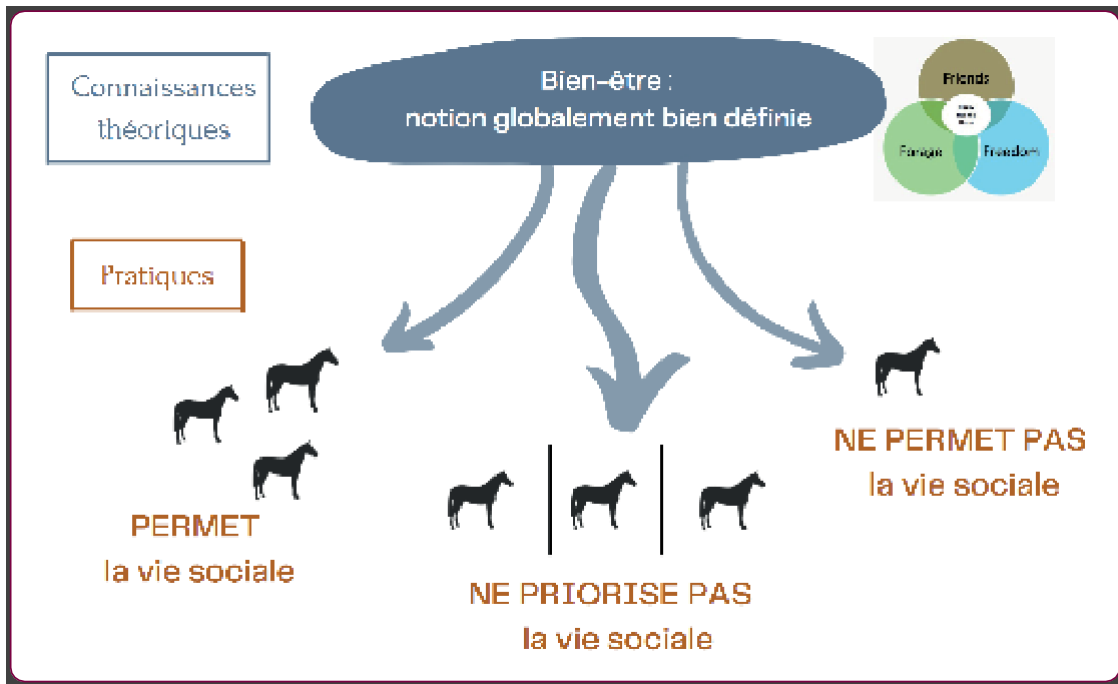 Connaissances
théoriques
Bien-être :
notion globalement bien définie
Friends
Forage
Freedom
Pratiques
PERMET
la vie sociale
NE PRIORISE PAS
la vie sociale
NE PERMET PAS
la vie sociale